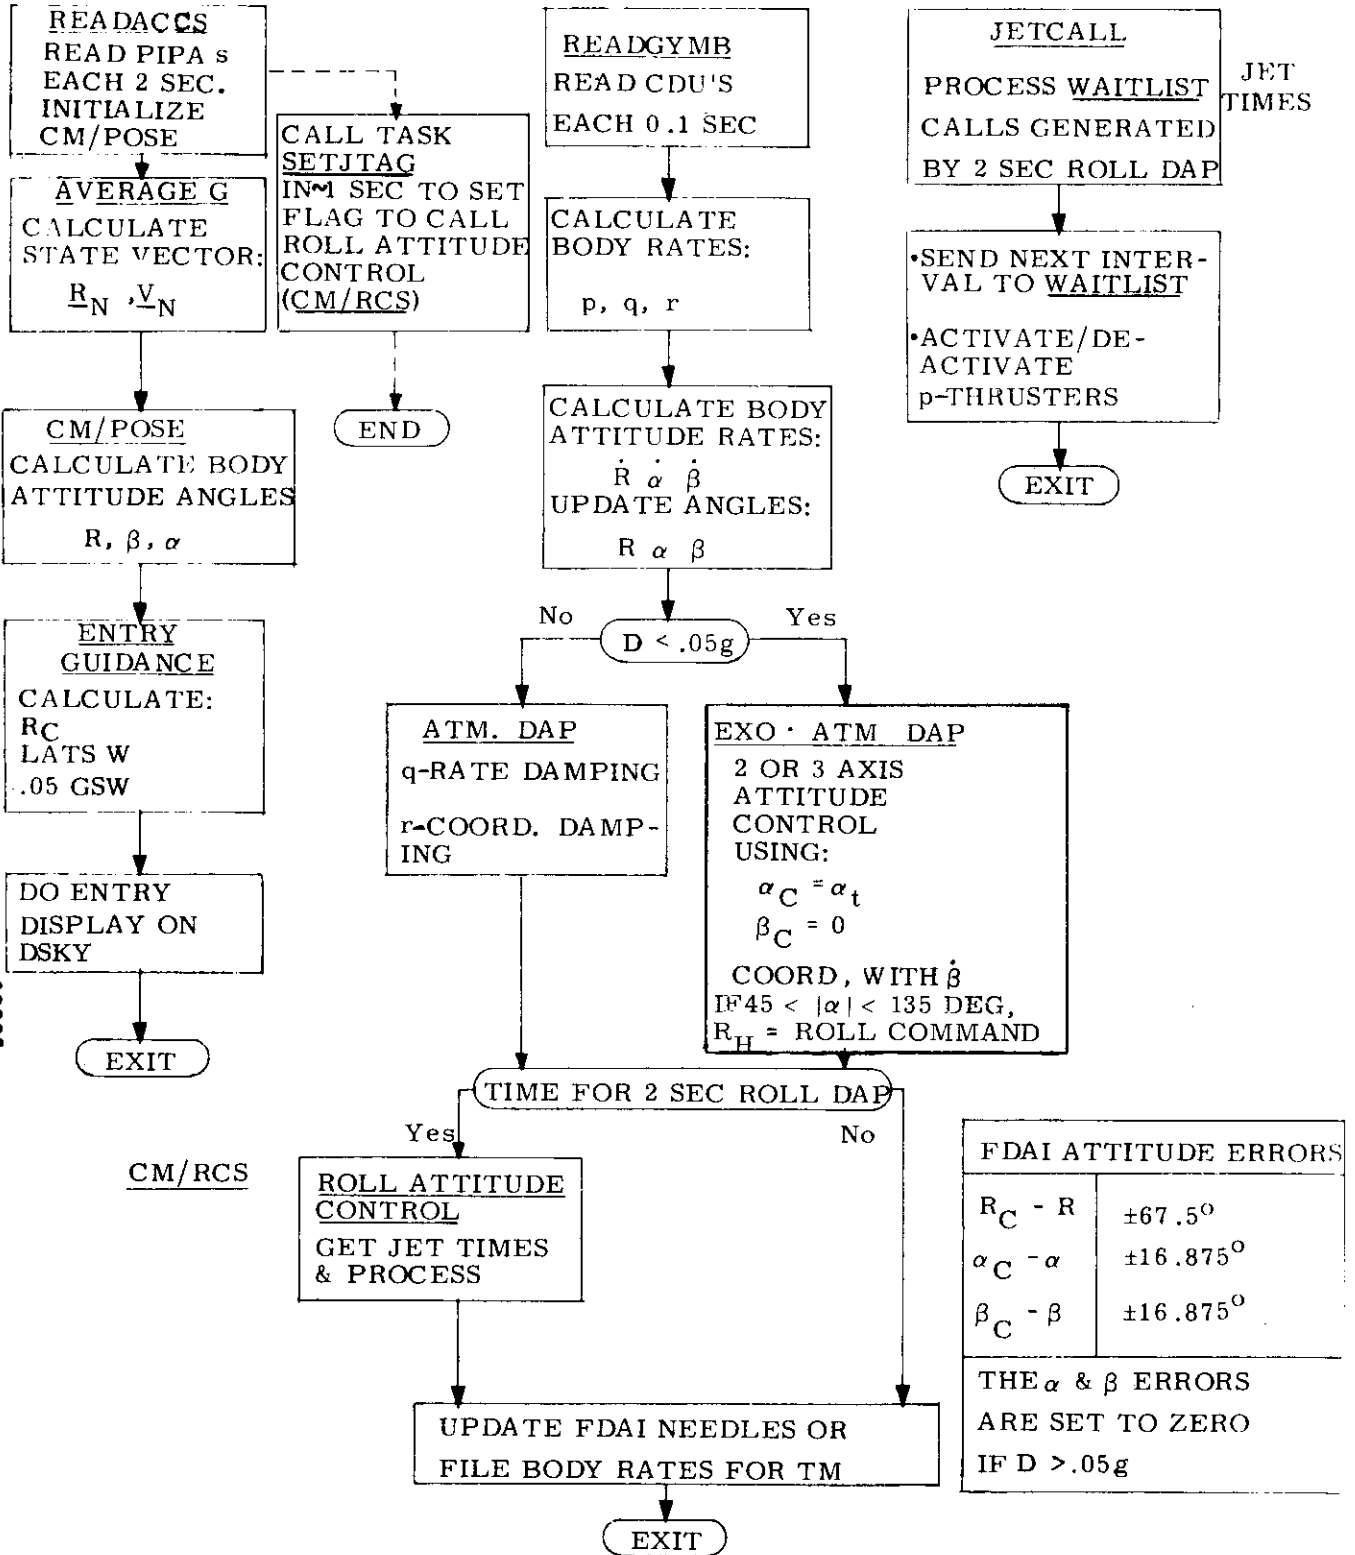 READACCS
READ PIPA s
EACH 2 SEC.
INITIALIZE
CM/POSE
AVERAGE G
CALCULATE
STATE VECTOR:
R_N , V_N
CM/POSE
CALCULATE BODY
ATTITUDE ANGLES
R, β, α
ENTRY
GUIDANCE
CALCULATE:
R_C
LATS W
.05 GSW
DO ENTRY
DISPLAY ON
DSKY
EXIT
CALL TASK
SETJTAG
IN~1 SEC TO SET
FLAG TO CALL
ROLL ATTITUDE
CONTROL
(CM/RCS)
END
READGYMB
READ CDU'S
EACH 0.1 SEC
CALCULATE
BODY RATES:
p, q, r
CALCULATE BODY
ATTITUDE RATES:
Ṙ α̇ β̇
UPDATE ANGLES:
R α β
No
Yes
D < .05g
ATM. DAP
q-RATE DAMPING
r-COORD. DAMP-
ING
EXO · ATM DAP
2 OR 3 AXIS
ATTITUDE
CONTROL
USING:
α_C = α_t
β_C = 0
COORD, WITH β̇
IF 45 < |α| < 135 DEG,
R_H = ROLL COMMAND
TIME FOR 2 SEC ROLL DAP
Yes
No
CM/RCS
ROLL ATTITUDE
CONTROL
GET JET TIMES
& PROCESS
UPDATE FDAI NEEDLES OR
FILE BODY RATES FOR TM
EXIT
JETCALL
PROCESS WAITLIST
CALLS GENERATED
BY 2 SEC ROLL DAP
JET
TIMES
•SEND NEXT INTER-
VAL TO WAITLIST
•ACTIVATE/DE-
ACTIVATE
p-THRUSTERS
EXIT
FDAI ATTITUDE ERRORS
R_C - R ±67.5°
α_C - α ±16.875°
β_C - β ±16.875°
THE α & β ERRORS
ARE SET TO ZERO
IF D >.05g